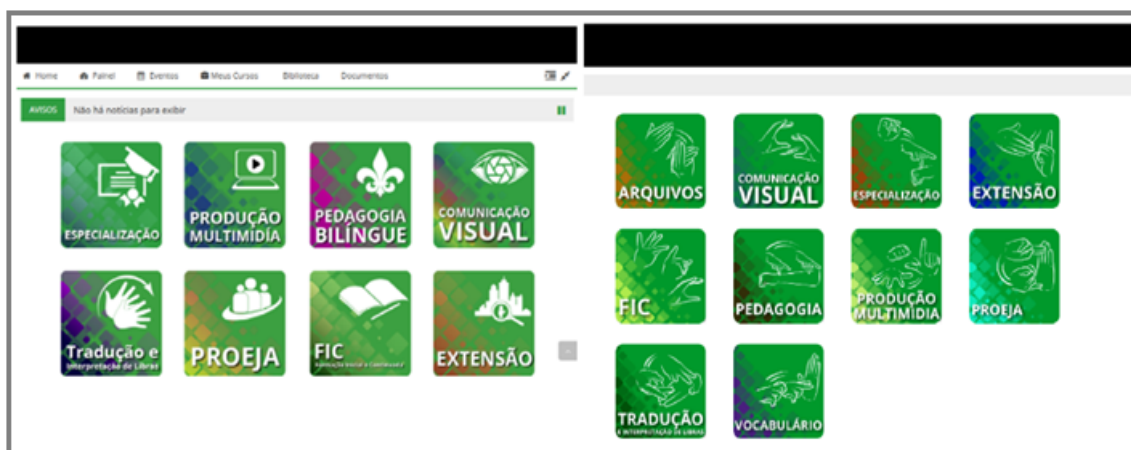 Home Painel Eventos Meus Cursos Biblioteca Documentos
AVISOS Não há notícias para exibir
ESPECIALIZAÇÃO
PRODUÇÃO
MULTIMÍDIA
PEDAGOGIA
BILÍNGUE
COMUNICAÇÃO
VISUAL
Tradução e
Interpretação de Libras
PROEJA
FIC
EXTENSÃO
ARQUIVOS
COMUNICAÇÃO
VISUAL
ESPECIALIZAÇÃO
EXTENSÃO
FIC
PEDAGOGIA
PRODUÇÃO
MULTIMÍDIA
PROEJA
TRADUÇÃO
E INTERPRETAÇÃO DE LIBRAS
VOCABULÁRIO